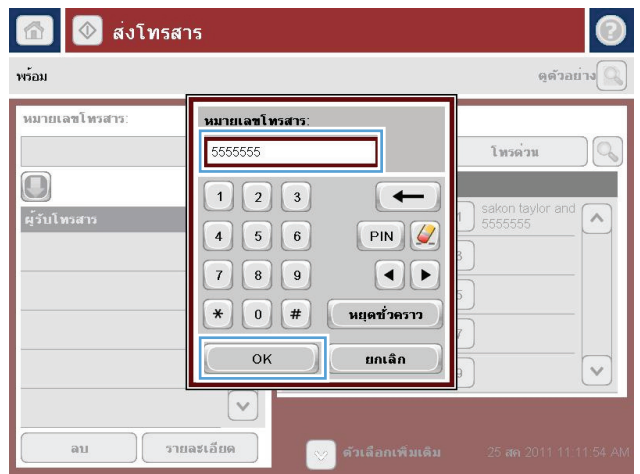 ส่งโทรสาร
พร้อม
ดูตัวอย่าง
หมายเลขโทรสาร:
หมายเลขโทรสาร:
5555555
โทรด่วน
ผู้รับโทรสาร
1 2 3
4 5 6 PIN
7 8 9
* 0 # หยุดชั่วคราว
OK ยกเลิก
1 sakon taylor and
5555555
3
5
7
9
ลบ รายละเอียด
ตัวเลือกเพิ่มเติม
25 สค 2011 11:11:54 AM